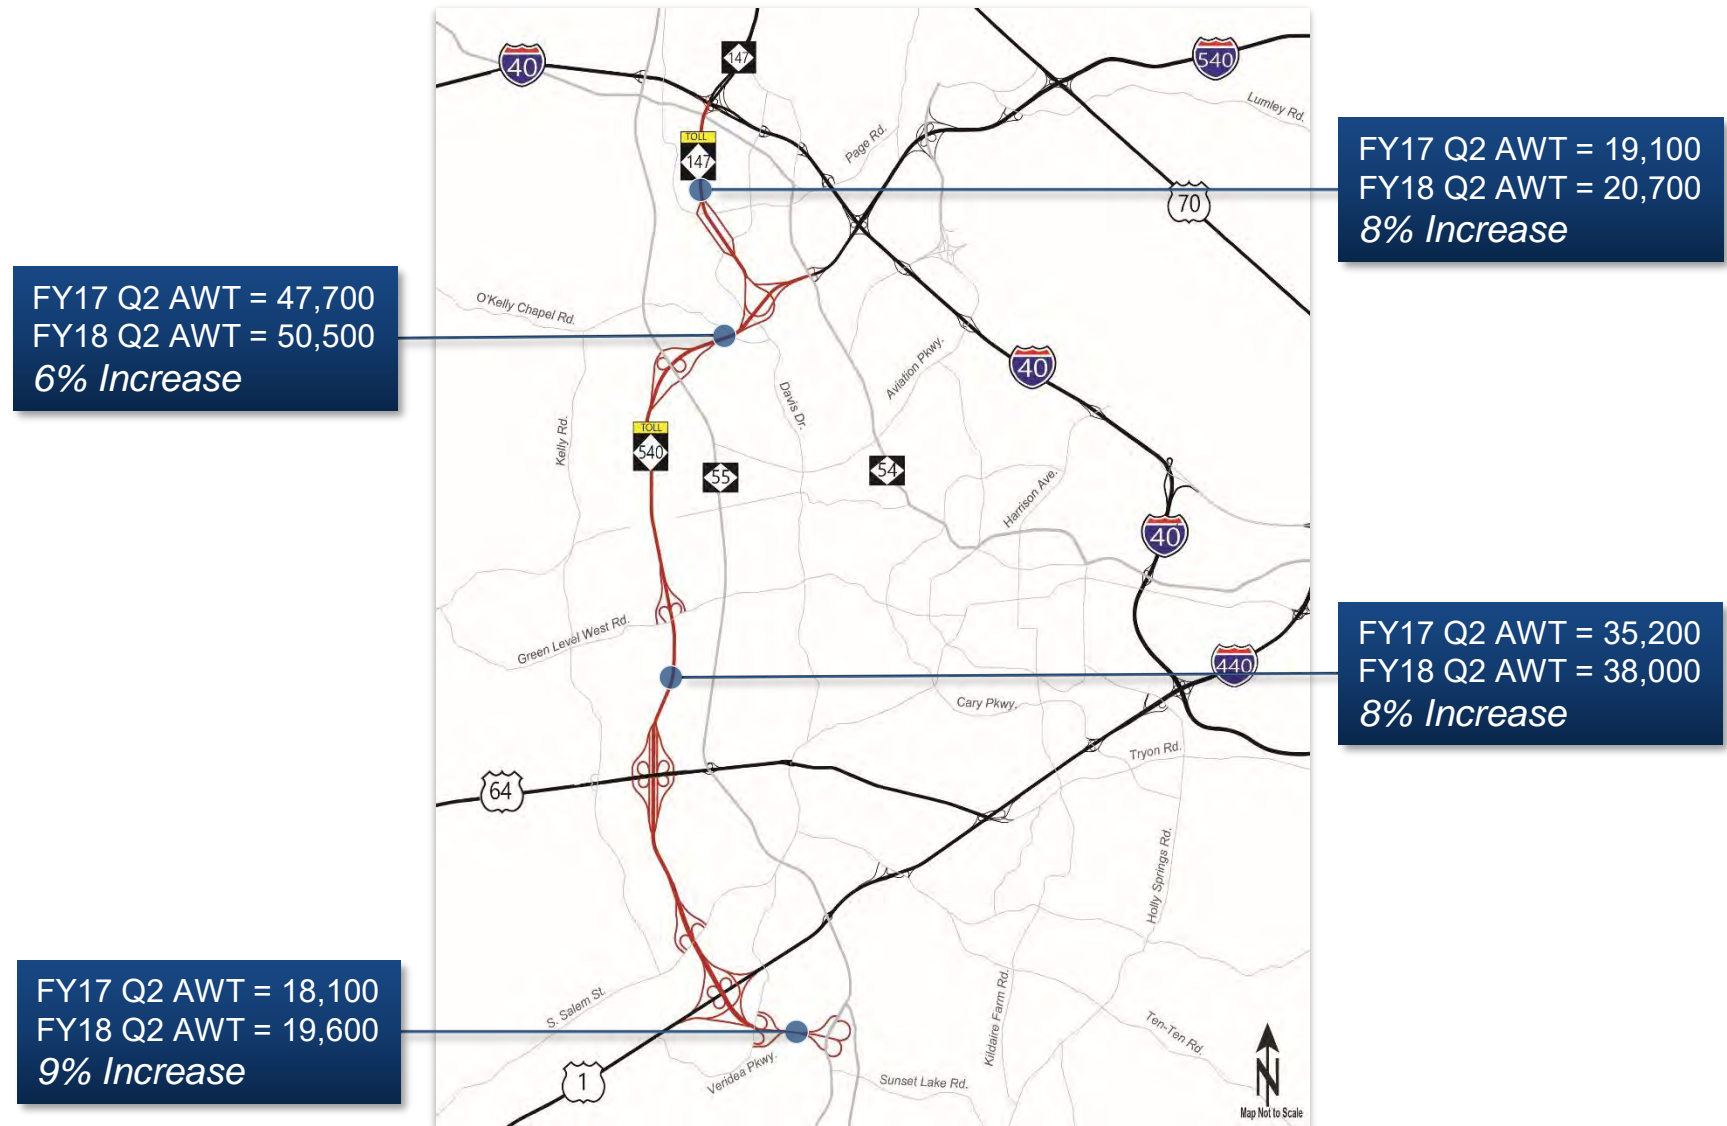 40
147
540
Lumley Rd.
TOLL
147
Page Rd.
FY17 Q2 AWT = 19,100
FY18 Q2 AWT = 20,700
8% Increase
70
FY17 Q2 AWT = 47,700
FY18 Q2 AWT = 50,500
6% Increase
O'Kelly Chapel Rd.
Aviation Pkwy.
40
Davis Dr.
Kelly Rd.
TOLL
540
55
54
Harrison Ave.
40
Green Level West Rd.
FY17 Q2 AWT = 35,200
FY18 Q2 AWT = 38,000
8% Increase
440
Cary Pkwy.
Tryon Rd.
64
Holly Springs Rd.
FY17 Q2 AWT = 18,100
FY18 Q2 AWT = 19,600
9% Increase
S. Salem St.
Kildaire Farm Rd.
Ten-Ten Rd.
Veridea Pkwy.
Sunset Lake Rd.
1
N
Map Not to Scale